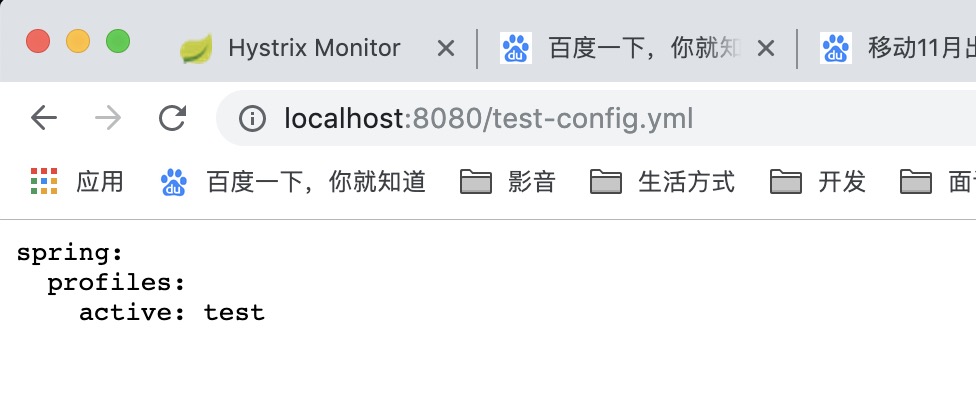 Hystrix Monitor
百度一下，你就知
移动11月出
localhost:8080/test-config.yml
应用
百度一下，你就知道
影音
生活方式
开发
spring:
  profiles:
    active: test